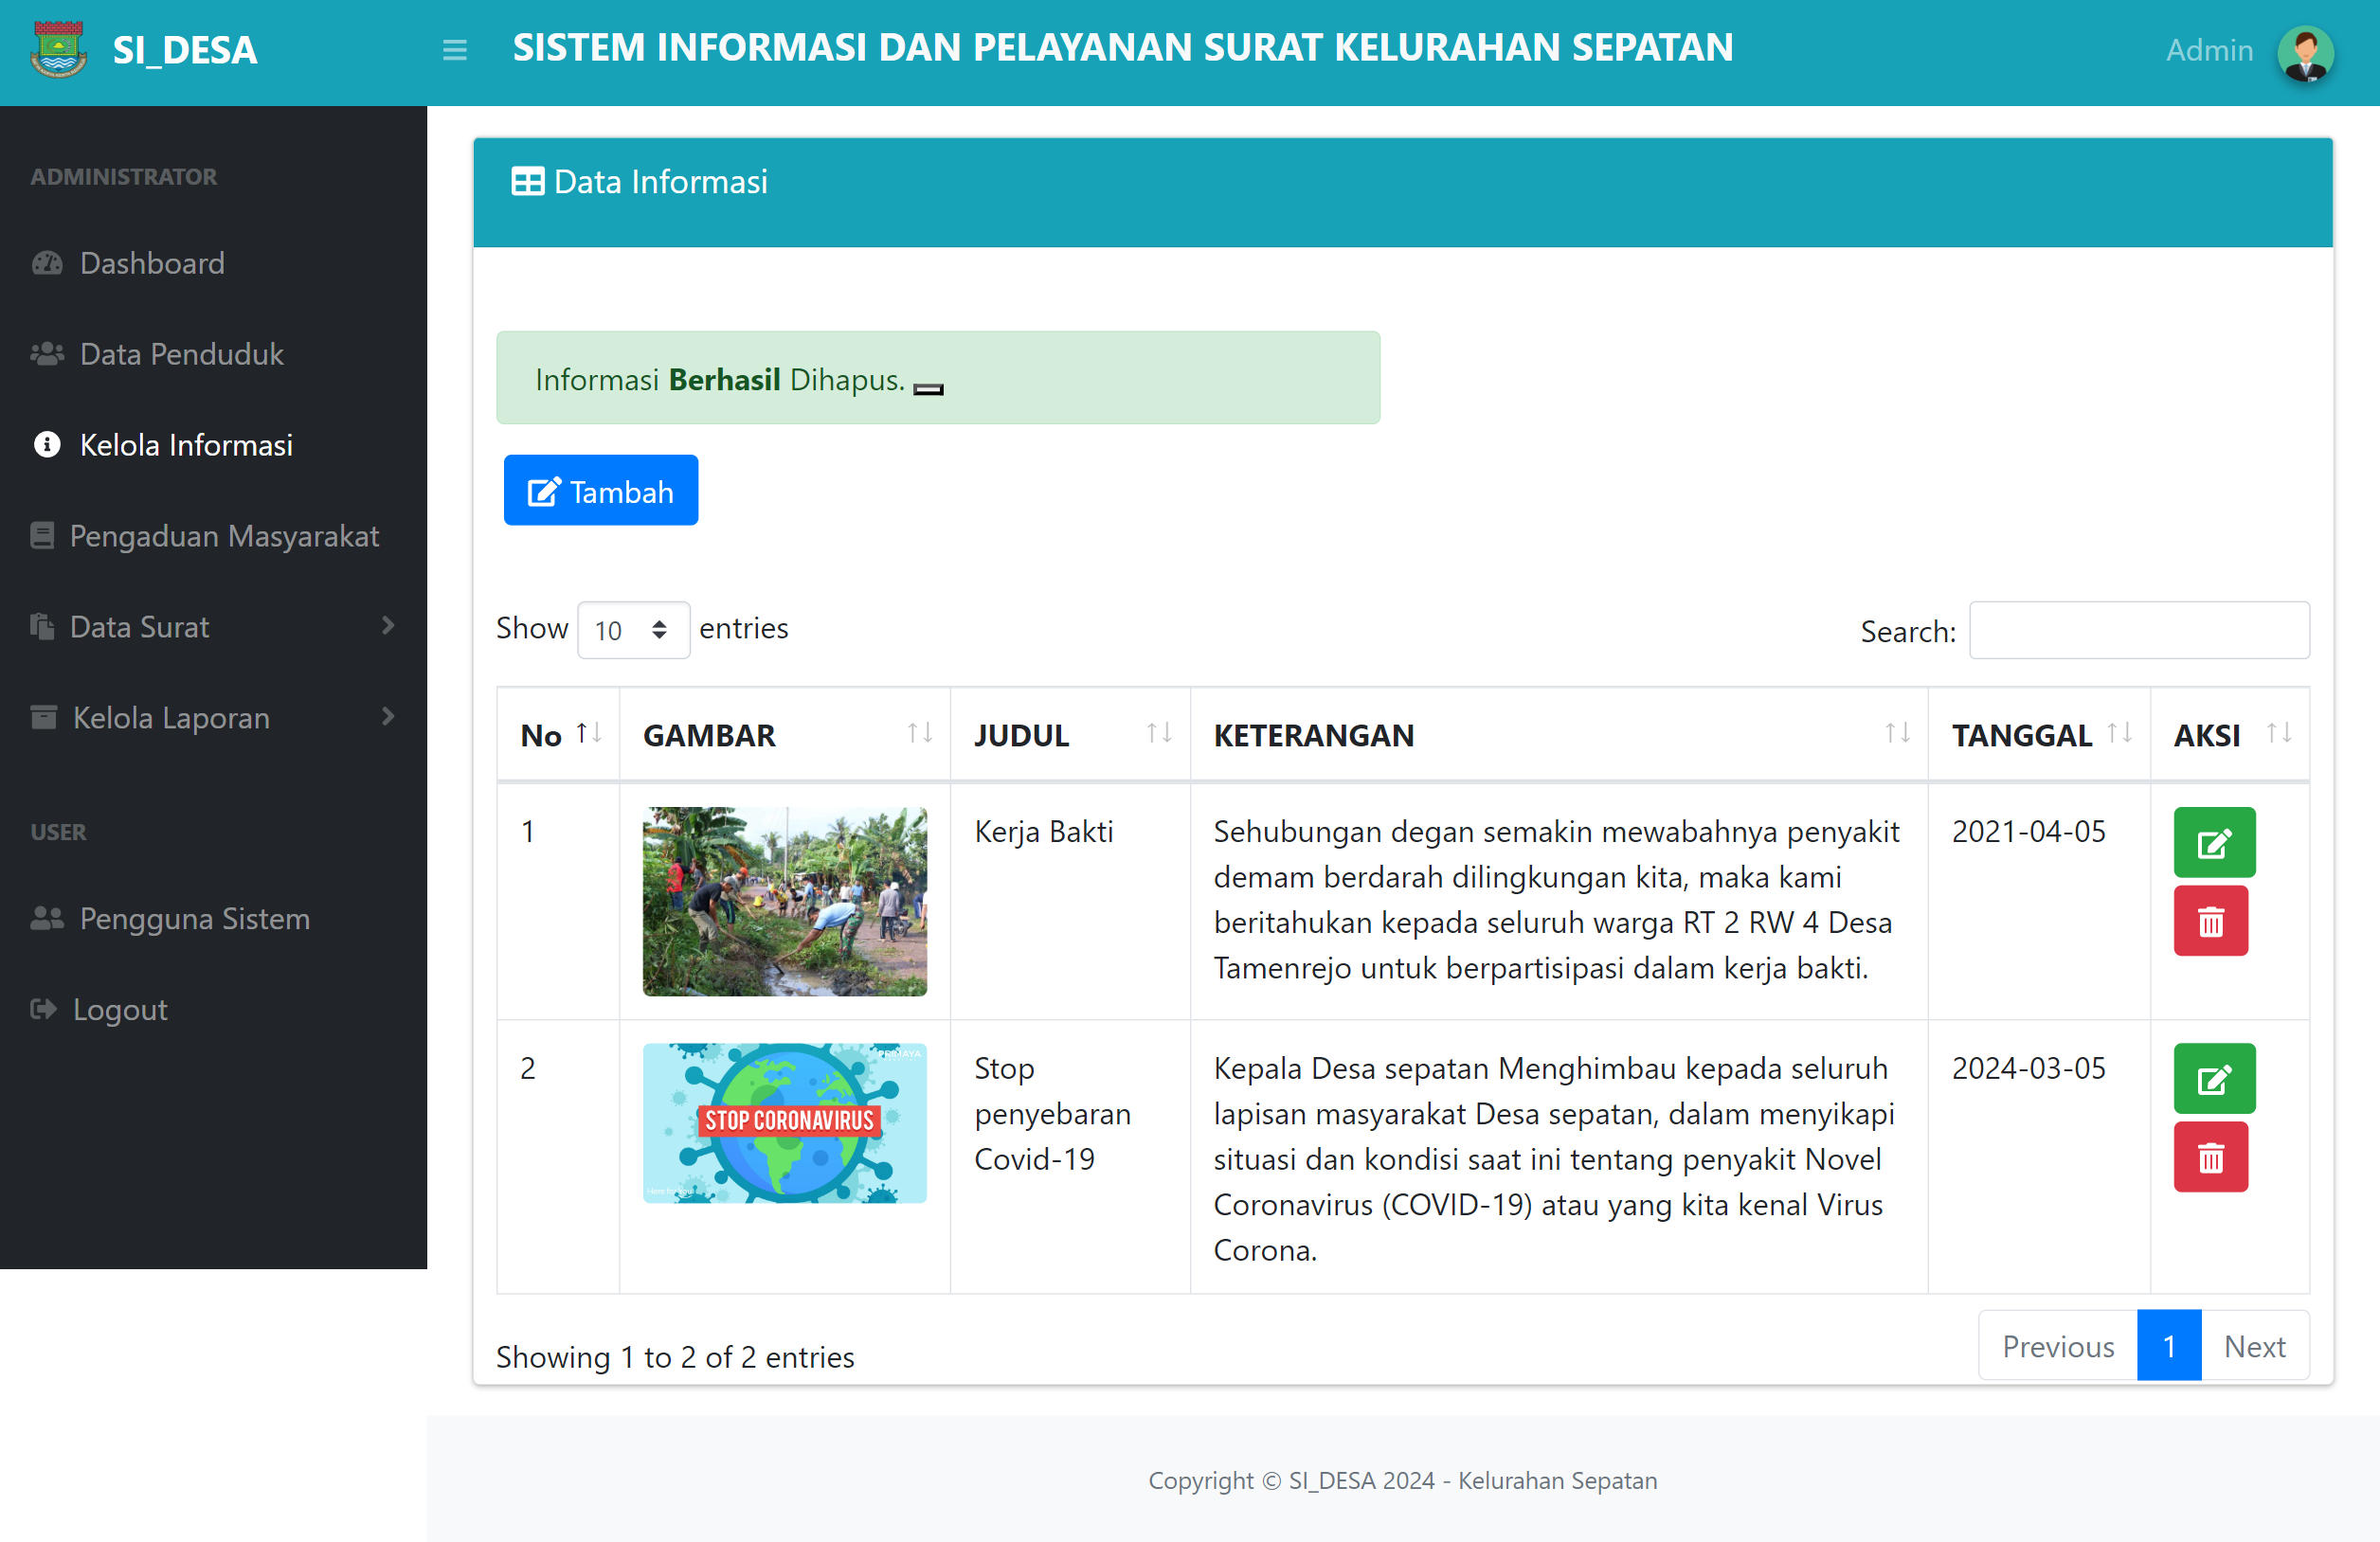 SI_DESA
SISTEM INFORMASI DAN PELAYANAN SURAT KELURAHAN SEPATAN
Admin
ADMINISTRATOR
Dashboard
Data Penduduk
Kelola Informasi
Pengaduan Masyarakat
Data Surat
Kelola Laporan
USER
Pengguna Sistem
Logout
Data Informasi
Informasi Berhasil Dihapus.
Tambah
Show 10 entries
Search:
No GAMBAR JUDUL KETERANGAN TANGGAL AKSI
1
Kerja Bakti
Sehubungan degan semakin mewabahnya penyakit
demam berdarah dilingkungan kita, maka kami
beritahukan kepada seluruh warga RT 2 RW 4 Desa
Tamenrejo untuk berpartisipasi dalam kerja bakti.
2021-04-05
2
PRIMAYA
STOP CORONAVIRUS
Stop
penyebaran
Covid-19
Kepala Desa sepatan Menghimbau kepada seluruh
lapisan masyarakat Desa sepatan, dalam menyikapi
situasi dan kondisi saat ini tentang penyakit Novel
Coronavirus (COVID-19) atau yang kita kenal Virus
Corona.
2024-03-05
Showing 1 to 2 of 2 entries
Previous 1 Next
Copyright © SI_DESA 2024 - Kelurahan Sepatan